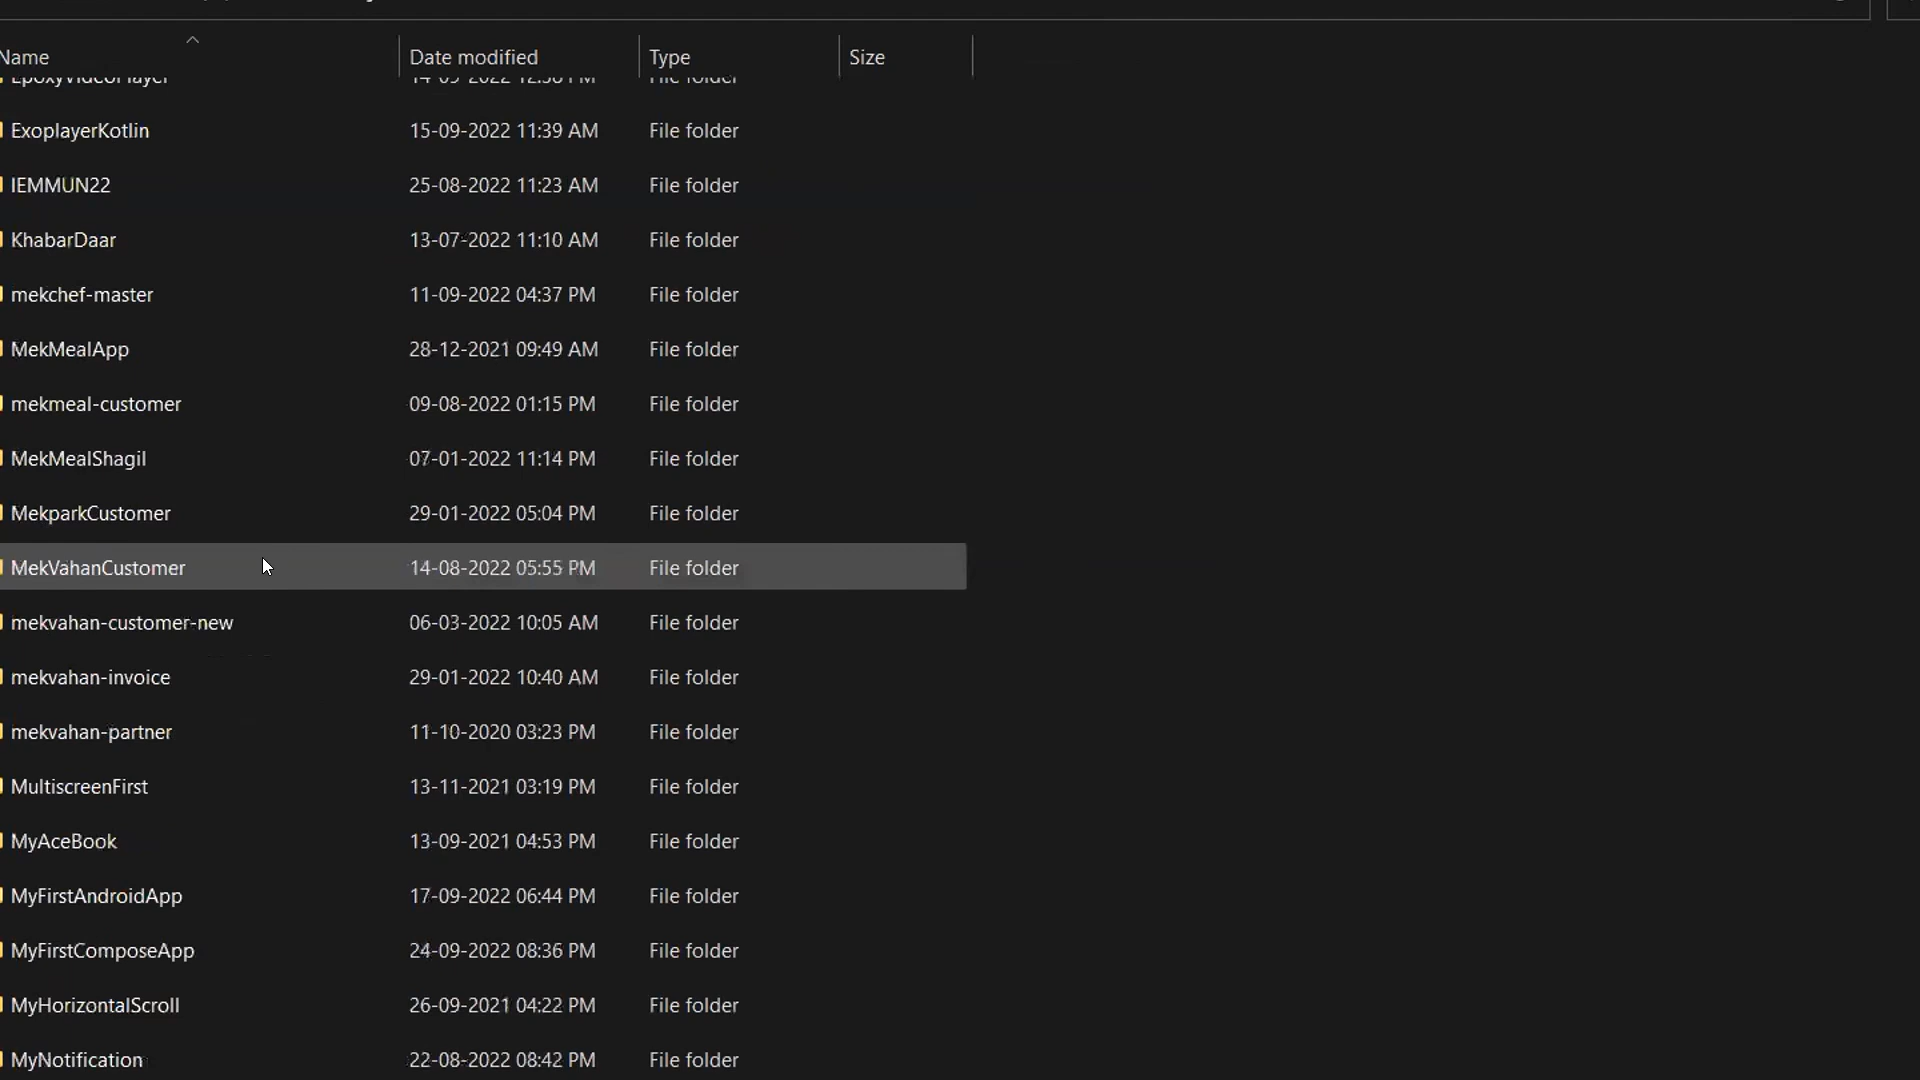 Name Date modified Type Size
EpoxyVideoPlayer 14-09-2022 12:38 PM File folder
ExoplayerKotlin 15-09-2022 11:39 AM File folder
IEMMUN22 25-08-2022 11:23 AM File folder
KhabarDaar 13-07-2022 11:10 AM File folder
mekchef-master 11-09-2022 04:37 PM File folder
MekMealApp 28-12-2021 09:49 AM File folder
mekmeal-customer 09-08-2022 01:15 PM File folder
MekMealShagil 07-01-2022 11:14 PM File folder
MekparkCustomer 29-01-2022 05:04 PM File folder
MekVahanCustomer 14-08-2022 05:55 PM File folder
mekvahan-customer-new 06-03-2022 10:05 AM File folder
mekvahan-invoice 29-01-2022 10:40 AM File folder
mekvahan-partner 11-10-2020 03:23 PM File folder
MultiscreenFirst 13-11-2021 03:19 PM File folder
MyAceBook 13-09-2021 04:53 PM File folder
MyFirstAndroidApp 17-09-2022 06:44 PM File folder
MyFirstComposeApp 24-09-2022 08:36 PM File folder
MyHorizontalScroll 26-09-2021 04:22 PM File folder
MyNotification 22-08-2022 08:42 PM File folder